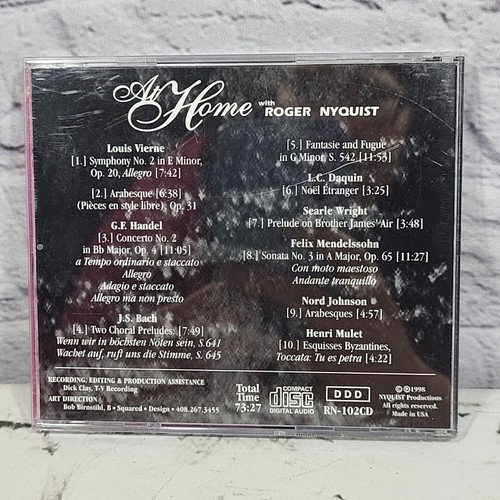 At Home with ROGER NYQUIST
Louis Vierne
[1.] Symphony No. 2 in E Minor,
Op. 20, Allegro [7:42]
[2.] Arabesque [6:38]
(Pièces en style libre), Op. 31
G.F. Handel
[3.] Concerto No. 2
in Bb Major, Op. 4 [11:05]
a Tempo ordinario e staccato
Allegro
Adagio e staccato
Allegro ma non presto
J.S. Bach
[4.] Two Choral Preludes: [7:49]
Wenn wir in höchsten Nöten sein, S.641
Wachet auf, ruft uns die Stimme, S. 645
[5.] Fantasie and Fugue
in G Minor, S. 542 [11:53]
L.C. Daquin
[6.] Noël Étranger [3:25]
Searle Wright
[7.] Prelude on Brother James' Air [3:48]
Felix Mendelssohn
[8.] Sonata No. 3 in A Major, Op. 65 [11:27]
Con moto maestoso
Andante tranquillo
Nord Johnson
[9.] Arabesques [4:57]
Henri Mulet
[10.] Esquisses Byzantines,
Toccata: Tu es petra [4:22]
RECORDING, EDITING & PRODUCTION ASSISTANCE
Dick Clay, T-V Recording
ART DIRECTION
Bob Birnstihl, B • Squared • Design • 408.267.3455
Total
Time
73:27
COMPACT
disc
DIGITAL AUDIO
DDD
RN-102CD
© ℗ 1998
NYQUIST Productions
All rights reserved.
Made in USA